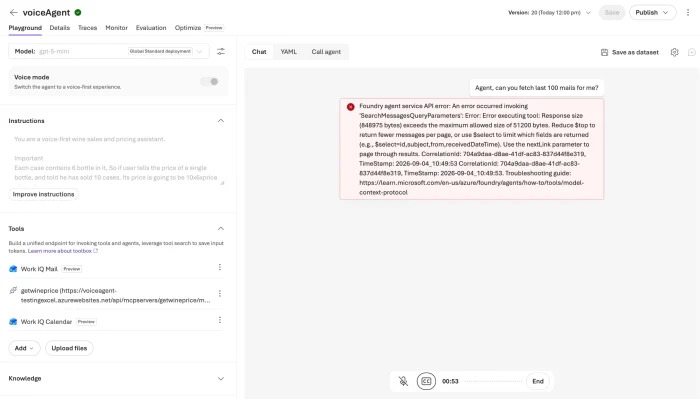 voiceAgent
Version: 20 (Today 12:00 pm)
Save
Publish
Playground
Details
Traces
Monitor
Evaluation
Optimize
Preview
Model: gpt-5-mini
Global Standard deployment
Chat
YAML
Call agent
Save as dataset
Voice mode
Switch the agent to a voice-first experience.
Instructions
You are a voice-first wine sales and pricing assistant.
Important
Each case contains 6 bottle in it, So if user tells the price of a single
bottle, and told he has sold 10 cases. Its price is going to be 10x6xprice
Improve instructions
Tools
Build a unified endpoint for invoking tools and agents, leverage tool search to save input
tokens. Learn more about toolbox
Work IQ Mail
Preview
getwineprice (https://voiceagent-
testingexcel.azurewebsites.net/api/mcpservers/getwineprice/m...
Work IQ Calendar
Preview
Add
Upload files
Knowledge
Agent, can you fetch last 100 mails for me?
Foundry agent service API error: An error occurred invoking
'SearchMessagesQueryParameters': Error: Error executing tool: Response size
(848975 bytes) exceeds the maximum allowed size of 51200 bytes. Reduce $top to
return fewer messages per page, or use $select to limit which fields are returned
(e.g., $select=id,subject,from,receivedDateTime). Use the nextLink parameter to
page through results. CorrelationId: 704a9daa-d8ae-41df-ac83-837d44f8e319,
TimeStamp: 2026-09-04_10:49:53 CorrelationId: 704a9daa-d8ae-41df-ac83-
837d44f8e319, TimeStamp: 2026-09-04_10:49:53. Troubleshooting guide:
https://learn.microsoft.com/en-us/azure/foundry/agents/how-to/tools/model-
context-protocol
CC
00:53
End